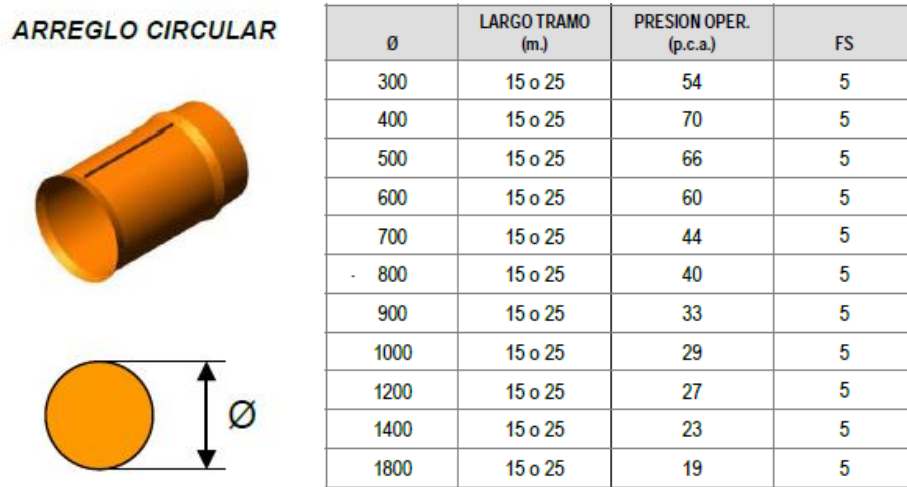 ARREGLO CIRCULAR
Ø
Ø LARGO TRAMO (m.) PRESION OPER. (p.c.a.) FS
300 15 o 25 54 5
400 15 o 25 70 5
500 15 o 25 66 5
600 15 o 25 60 5
700 15 o 25 44 5
800 15 o 25 40 5
900 15 o 25 33 5
1000 15 o 25 29 5
1200 15 o 25 27 5
1400 15 o 25 23 5
1800 15 o 25 19 5